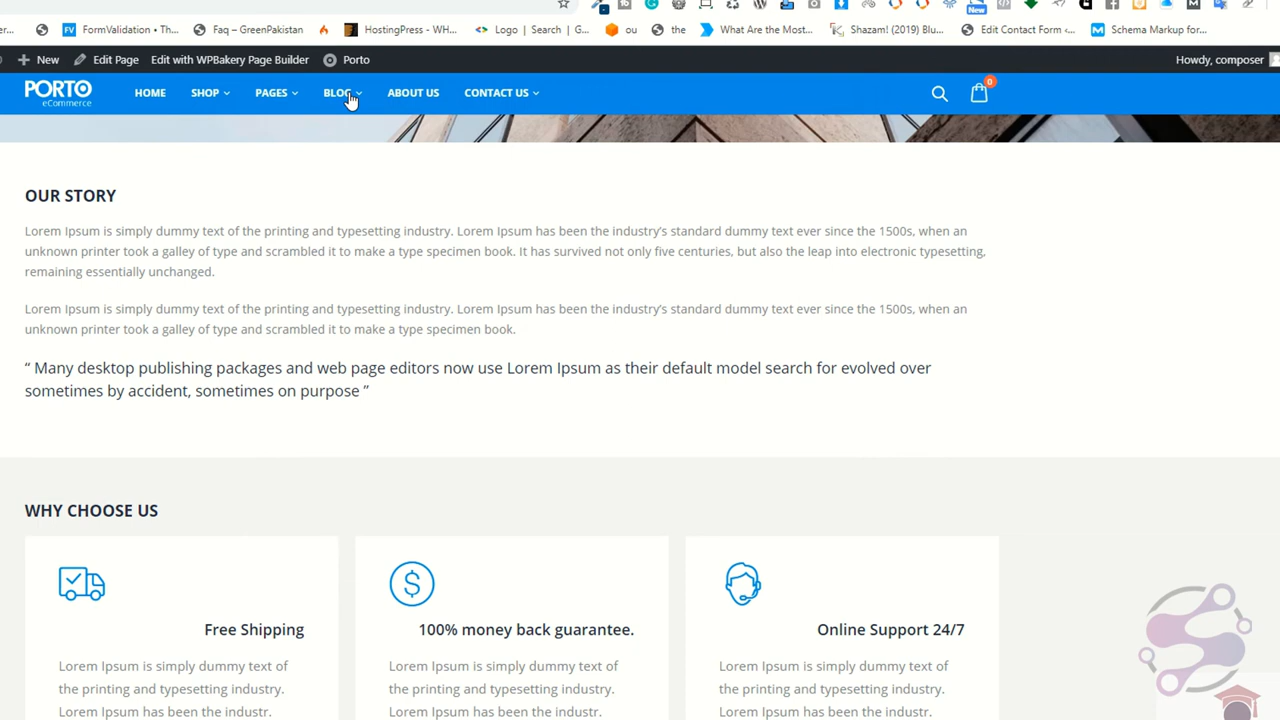 er... FormValidation • Th... Faq – GreenPakistan HostingPress - WH... Logo | Search | G... ou the What Are the Most... Shazam! (2019) Blu... Edit Contact Form ‹... Schema Markup for...
New Edit Page Edit with WPBakery Page Builder Porto Howdy, composer
PORTO
eCommerce
HOME SHOP PAGES BLOG ABOUT US CONTACT US 0
New
OUR STORY
Lorem Ipsum is simply dummy text of the printing and typesetting industry. Lorem Ipsum has been the industry’s standard dummy text ever since the 1500s, when an
unknown printer took a galley of type and scrambled it to make a type specimen book. It has survived not only five centuries, but also the leap into electronic typesetting,
remaining essentially unchanged.
Lorem Ipsum is simply dummy text of the printing and typesetting industry. Lorem Ipsum has been the industry’s standard dummy text ever since the 1500s, when an
unknown printer took a galley of type and scrambled it to make a type specimen book.
“ Many desktop publishing packages and web page editors now use Lorem Ipsum as their default model search for evolved over
sometimes by accident, sometimes on purpose ”
WHY CHOOSE US
Free Shipping
Lorem Ipsum is simply dummy text of
the printing and typesetting industry.
Lorem Ipsum has been the industr.
100% money back guarantee.
Lorem Ipsum is simply dummy text of
the printing and typesetting industry.
Lorem Ipsum has been the industr.
Online Support 24/7
Lorem Ipsum is simply dummy text of
the printing and typesetting industry.
Lorem Ipsum has been the industr.